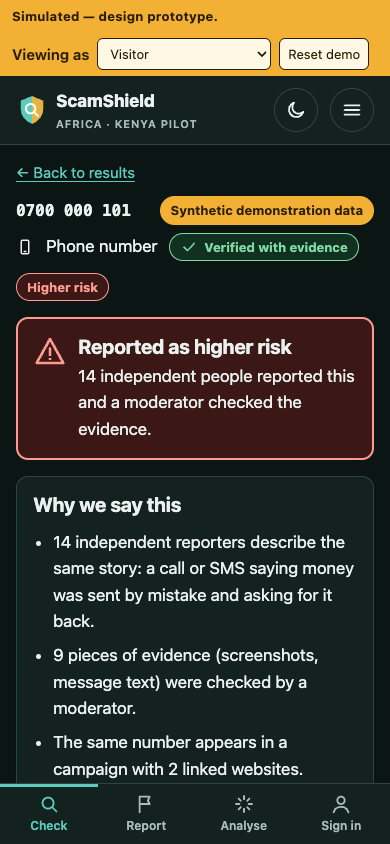 Simulated — design prototype.
Viewing as Visitor Reset demo
ScamShield
AFRICA · KENYA PILOT
← Back to results
0700 000 101 Synthetic demonstration data
Phone number Verified with evidence
Higher risk
Reported as higher risk
14 independent people reported this
and a moderator checked the
evidence.
Why we say this
• 14 independent reporters describe the
same story: a call or SMS saying money
was sent by mistake and asking for it
back.
• 9 pieces of evidence (screenshots,
message text) were checked by a
moderator.
• The same number appears in a
campaign with 2 linked websites.
Check Report Analyse Sign in